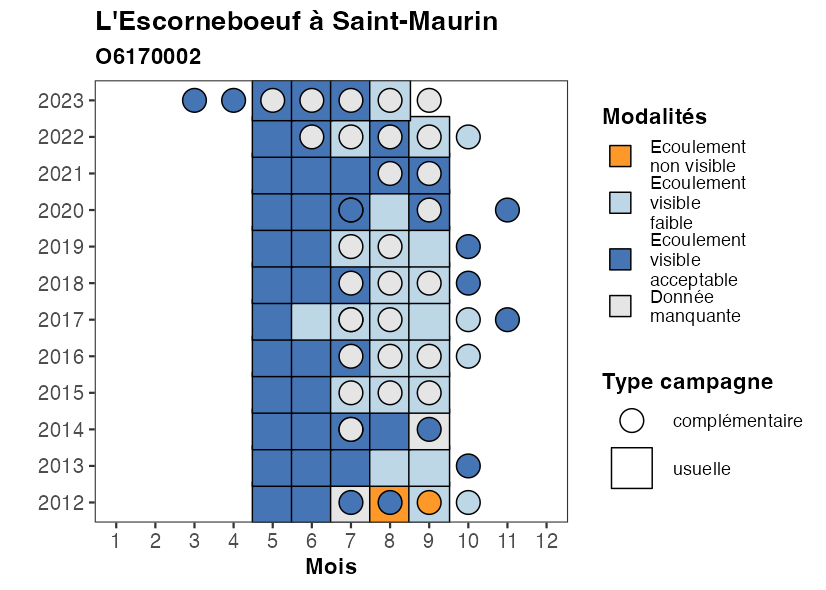 L'Escorneboeuf à Saint-Maurin
O6170002
2023
2022
2021
2020
2019
2018
2017
2016
2015
2014
2013
2012
1 2 3 4 5 6 7 8 9 10 11 12
Mois
Modalités
Ecoulement
non visible
Ecoulement
visible
faible
Ecoulement
visible
acceptable
Donnée
manquante
Type campagne
complémentaire
usuelle